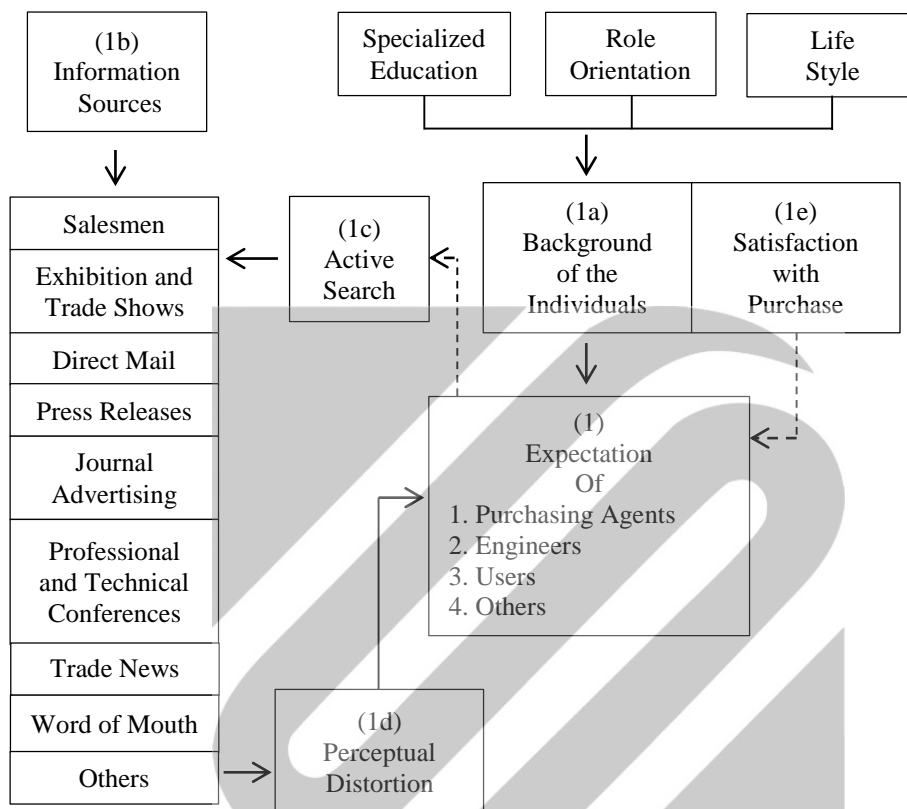 (1b)
Information
Sources
Specialized
Education
Role
Orientation
Life
Style
Salesmen
Exhibition and
Trade Shows
Direct Mail
Press Releases
Journal
Advertising
Professional
and Technical
Conferences
Trade News
Word of Mouth
Others
(1c)
Active
Search
(1a)
Background
of the
Individuals
(1e)
Satisfaction
with
Purchase
(1)
Expectation
Of
1. Purchasing Agents
2. Engineers
3. Users
4. Others
(1d)
Perceptual
Distortion